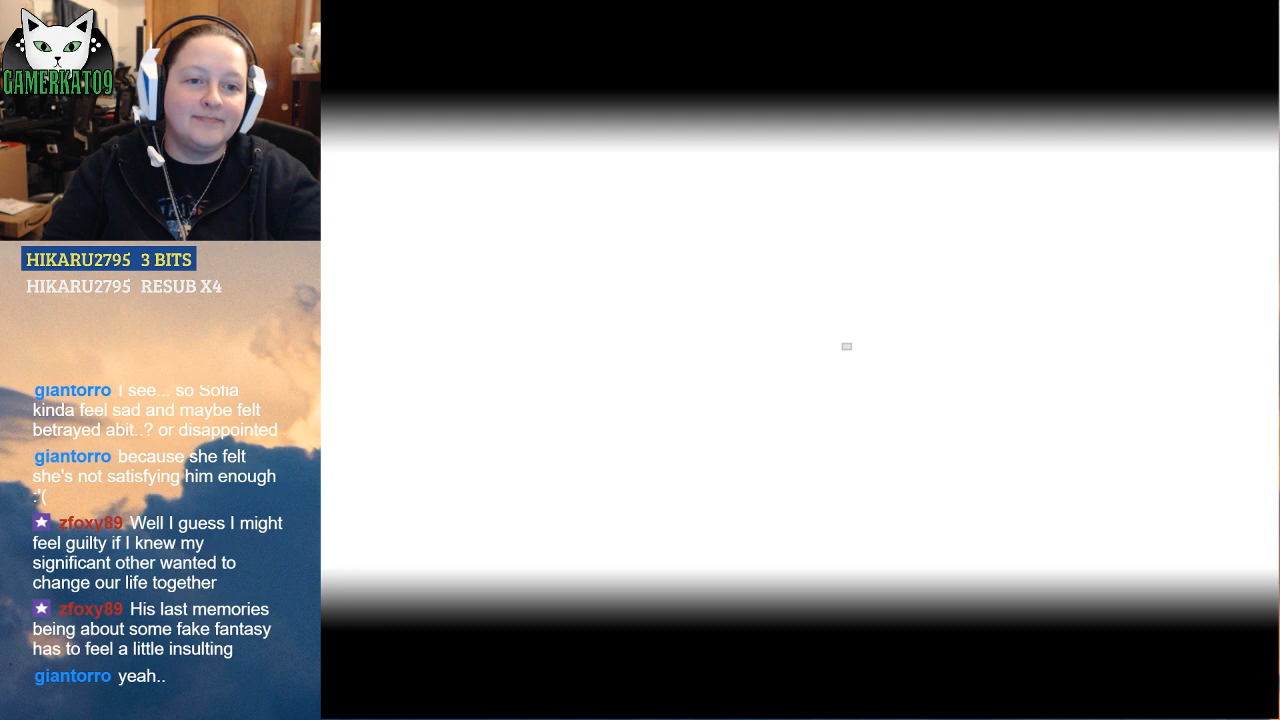 GAMERKAT09
HIKARU2795 3 BITS
HIKARU2795 RESUB X4
giantorro I see... so Sofia
kinda feel sad and maybe felt
betrayed abit..? or disappointed
giantorro because she felt
she's not satisfying him enough
:'(
zfoxy89 Well I guess I might
feel guilty if I knew my
significant other wanted to
change our life together
zfoxy89 His last memories
being about some fake fantasy
has to feel a little insulting
giantorro yeah..